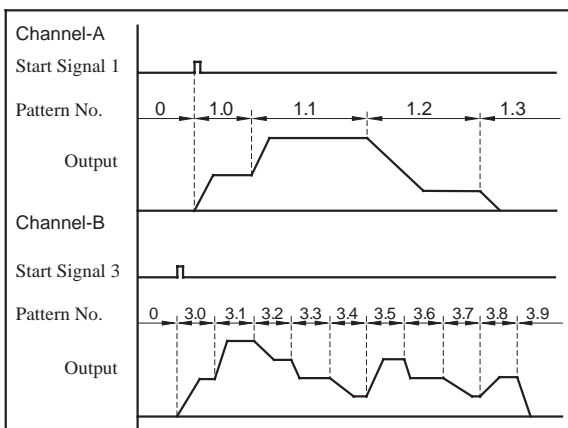 Channel-A
Start Signal 1
Pattern No. 0 1.0 1.1 1.2 1.3
Output
Channel-B
Start Signal 3
Pattern No. 0 3.0 3.1 3.2 3.3 3.4 3.5 3.6 3.7 3.8 3.9
Output